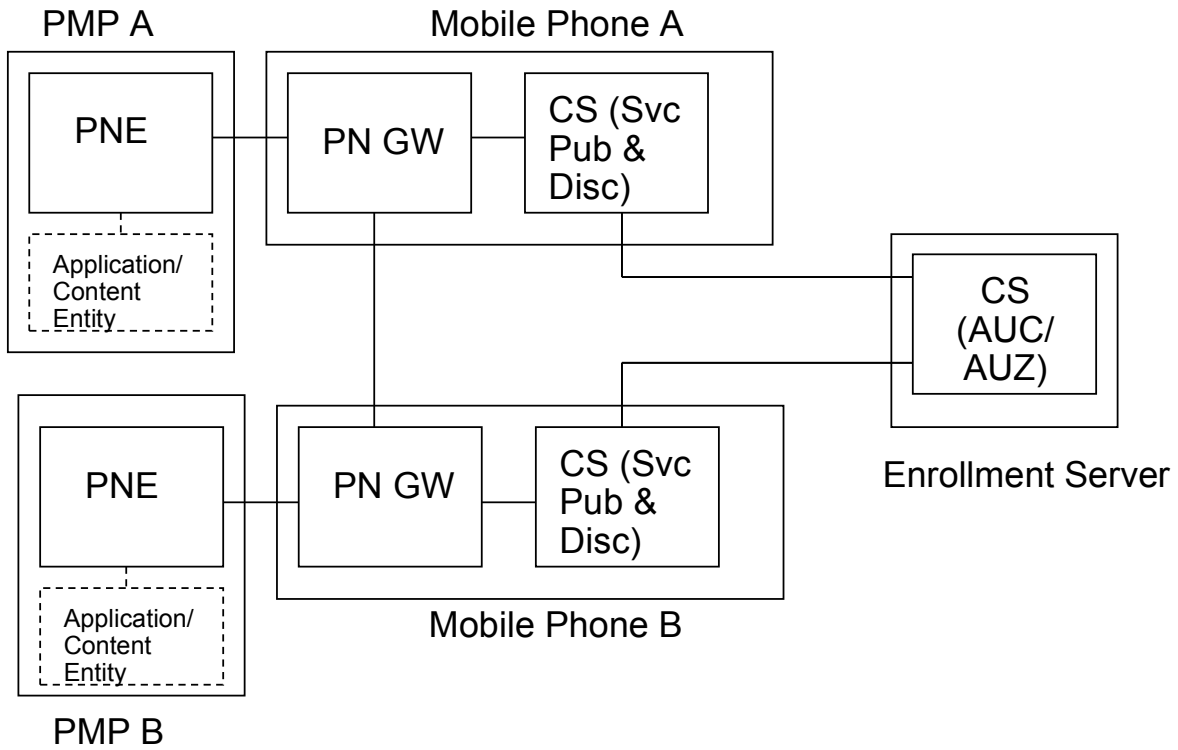 PMP A
Mobile Phone A
PNE
PN GW
CS (Svc
Pub &
Disc)
Application/
Content
Entity
CS
(AUC/
AUZ)
Enrollment Server
PNE
PN GW
CS (Svc
Pub &
Disc)
Application/
Content
Entity
Mobile Phone B
PMP B